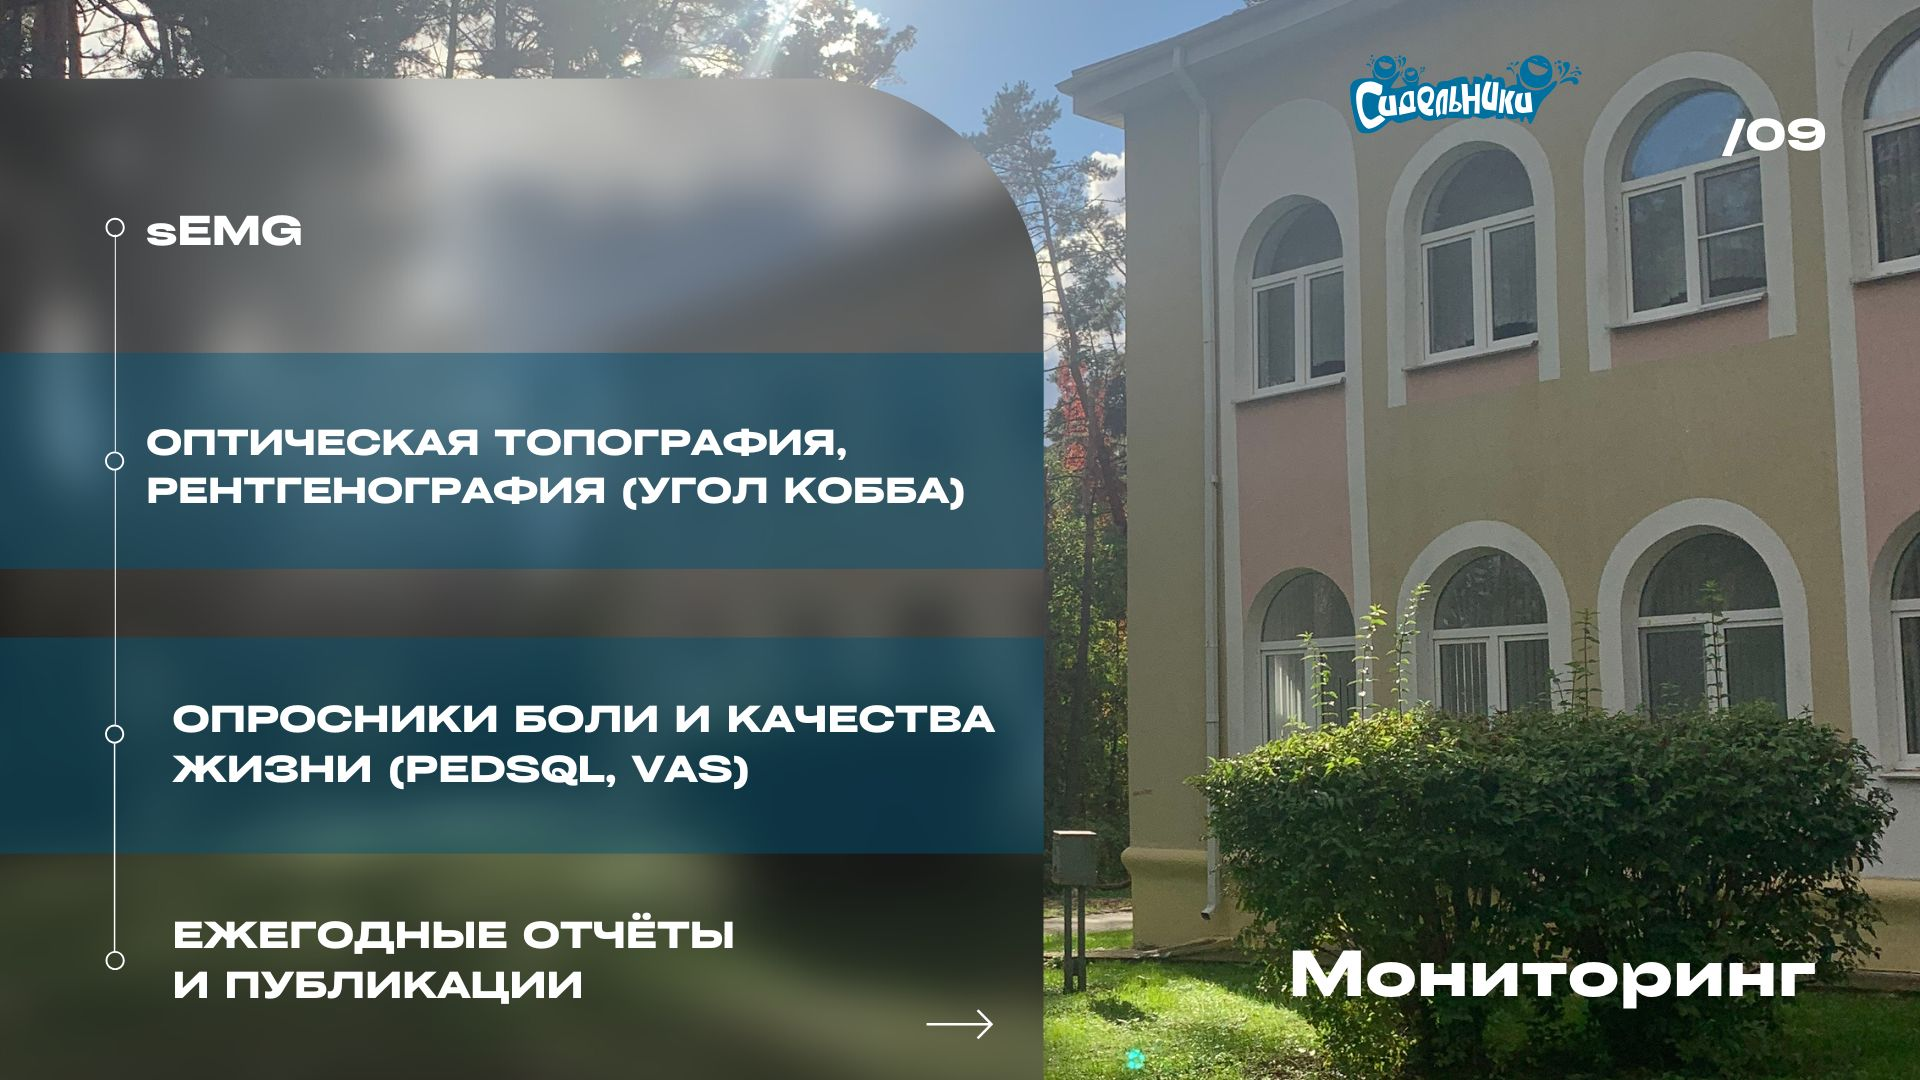 Сидельники
/09
sEMG
ОПТИЧЕСКАЯ ТОПОГРАФИЯ,
РЕНТГЕНОГРАФИЯ (УГОЛ КОББА)
ОПРОСНИКИ БОЛИ И КАЧЕСТВА
ЖИЗНИ (PEDSQL, VAS)
ЕЖЕГОДНЫЕ ОТЧЁТЫ
И ПУБЛИКАЦИИ
Мониторинг